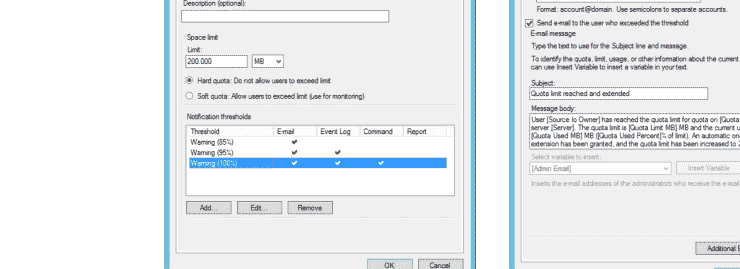 Description (optional):
Space limit
Limit:
200.000 MB
Hard quota: Do not allow users to exceed limit
Soft quota: Allow users to exceed limit (use for monitoring)
Notification thresholds
Threshold E-mail Event Log Command Report
Warning (85%)
Warning (95%)
Warning (100%)
Add... Edit... Remove
OK Cancel
Format: account@domain. Use semicolons to separate accounts.
Send e-mail to the user who exceeded the threshold
E-mail message
Type the text to use for the Subject line and message.
To identify the quota, limit, usage, or other information about the current
can use Insert Variable to insert a variable in your text.
Subject:
Quota limit reached and extended
Message body:
User [Source Io Owner] has reached the quota limit for quota on [Quota
server [Server]. The quota limit is [Quota Limit MB] MB and the current u
[Quota Used MB] MB ([Quota Used Percent]% of limit). An automatic on
extension has been granted, and the quota limit has been increased to 2
Select variable to insert:
[Admin Email] Insert Variable
Inserts the e-mail addresses of the administrators who receive the e-mail
Additional E